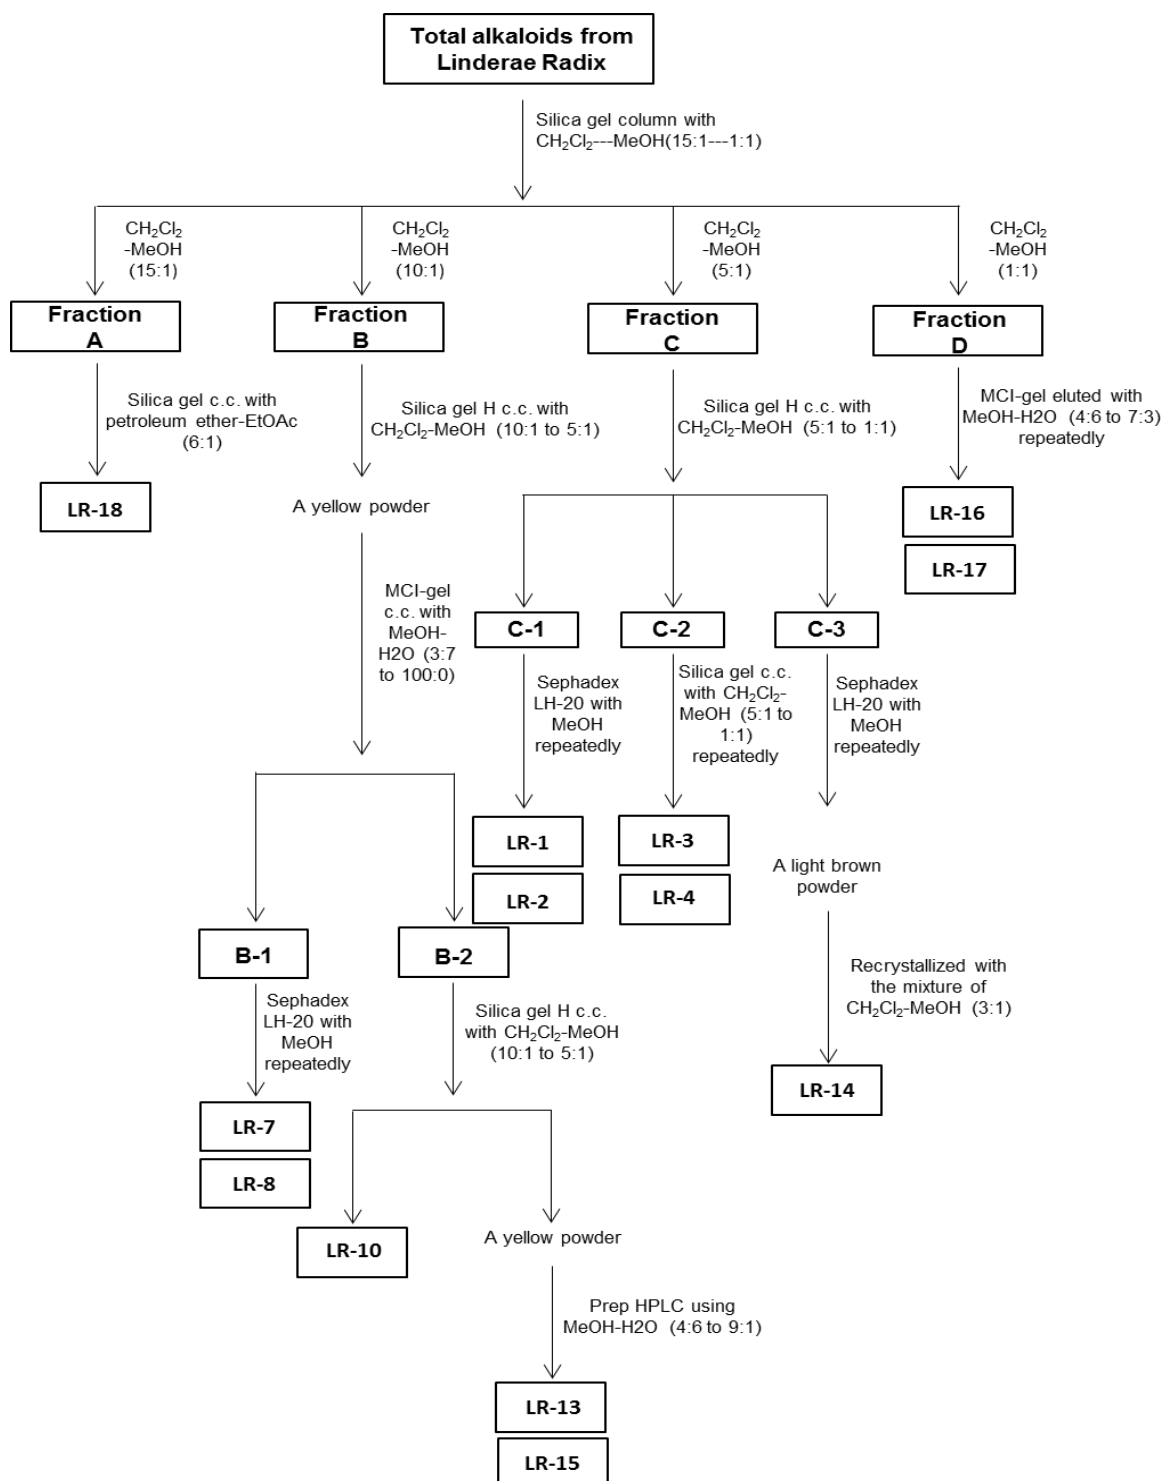 Total alkaloids from
Linderae Radix
Silica gel column with
CH₂Cl₂---MeOH(15:1---1:1)
CH₂Cl₂
-MeOH
(15:1)
CH₂Cl₂
-MeOH
(10:1)
CH₂Cl₂
-MeOH
(5:1)
CH₂Cl₂
-MeOH
(1:1)
Fraction
A
Fraction
B
Fraction
C
Fraction
D
Silica gel c.c. with
petroleum ether-EtOAc
(6:1)
Silica gel H c.c. with
CH₂Cl₂-MeOH (10:1 to 5:1)
Silica gel H c.c. with
CH₂Cl₂-MeOH (5:1 to 1:1)
MCI-gel eluted with
MeOH-H2O (4:6 to 7:3)
repeatedly
LR-18
A yellow powder
LR-16
LR-17
MCI-gel
c.c. with
MeOH-
H2O (3:7
to 100:0)
C-1
C-2
C-3
Sephadex
LH-20 with
MeOH
repeatedly
Silica gel c.c.
with CH₂Cl₂-
MeOH (5:1 to
1:1)
repeatedly
Sephadex
LH-20 with
MeOH
repeatedly
LR-1
LR-2
LR-3
LR-4
A light brown
powder
B-1
B-2
Recrystallized with
the mixture of
CH₂Cl₂-MeOH (3:1)
Sephadex
LH-20 with
MeOH
repeatedly
Silica gel H c.c.
with CH₂Cl₂-MeOH
(10:1 to 5:1)
LR-14
LR-7
LR-8
LR-10
A yellow powder
Prep HPLC using
MeOH-H2O (4:6 to 9:1)
LR-13
LR-15